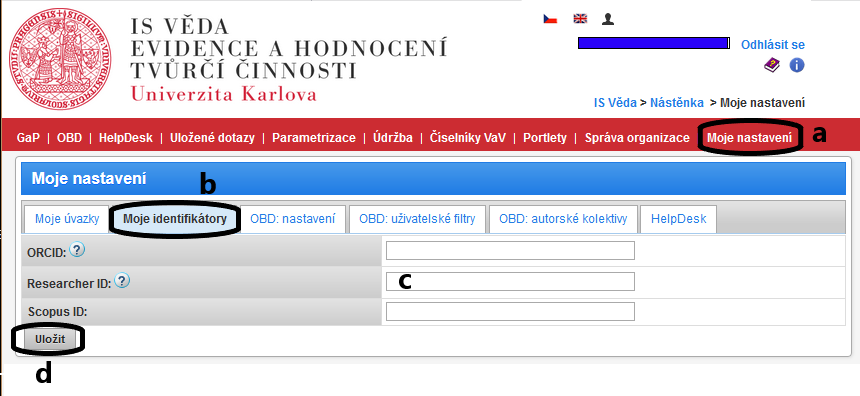 IS VĚDA
EVIDENCE A HODNOCENÍ
TVŮRČÍ ČINNOSTI
Univerzita Karlova
Odhlásit se
IS Věda > Nástěnka > Moje nastavení
GaP | OBD | HelpDesk | Uložené dotazy | Parametrizace | Údržba | Číselníky VaV | Portlety | Správa organizace Moje nastavení a
Moje nastavení
b
Moje úvazky Moje identifikátory OBD: nastavení OBD: uživatelské filtry OBD: autorské kolektivy HelpDesk
ORCID: ?
Researcher ID: ? c
Scopus ID:
Uložit
d